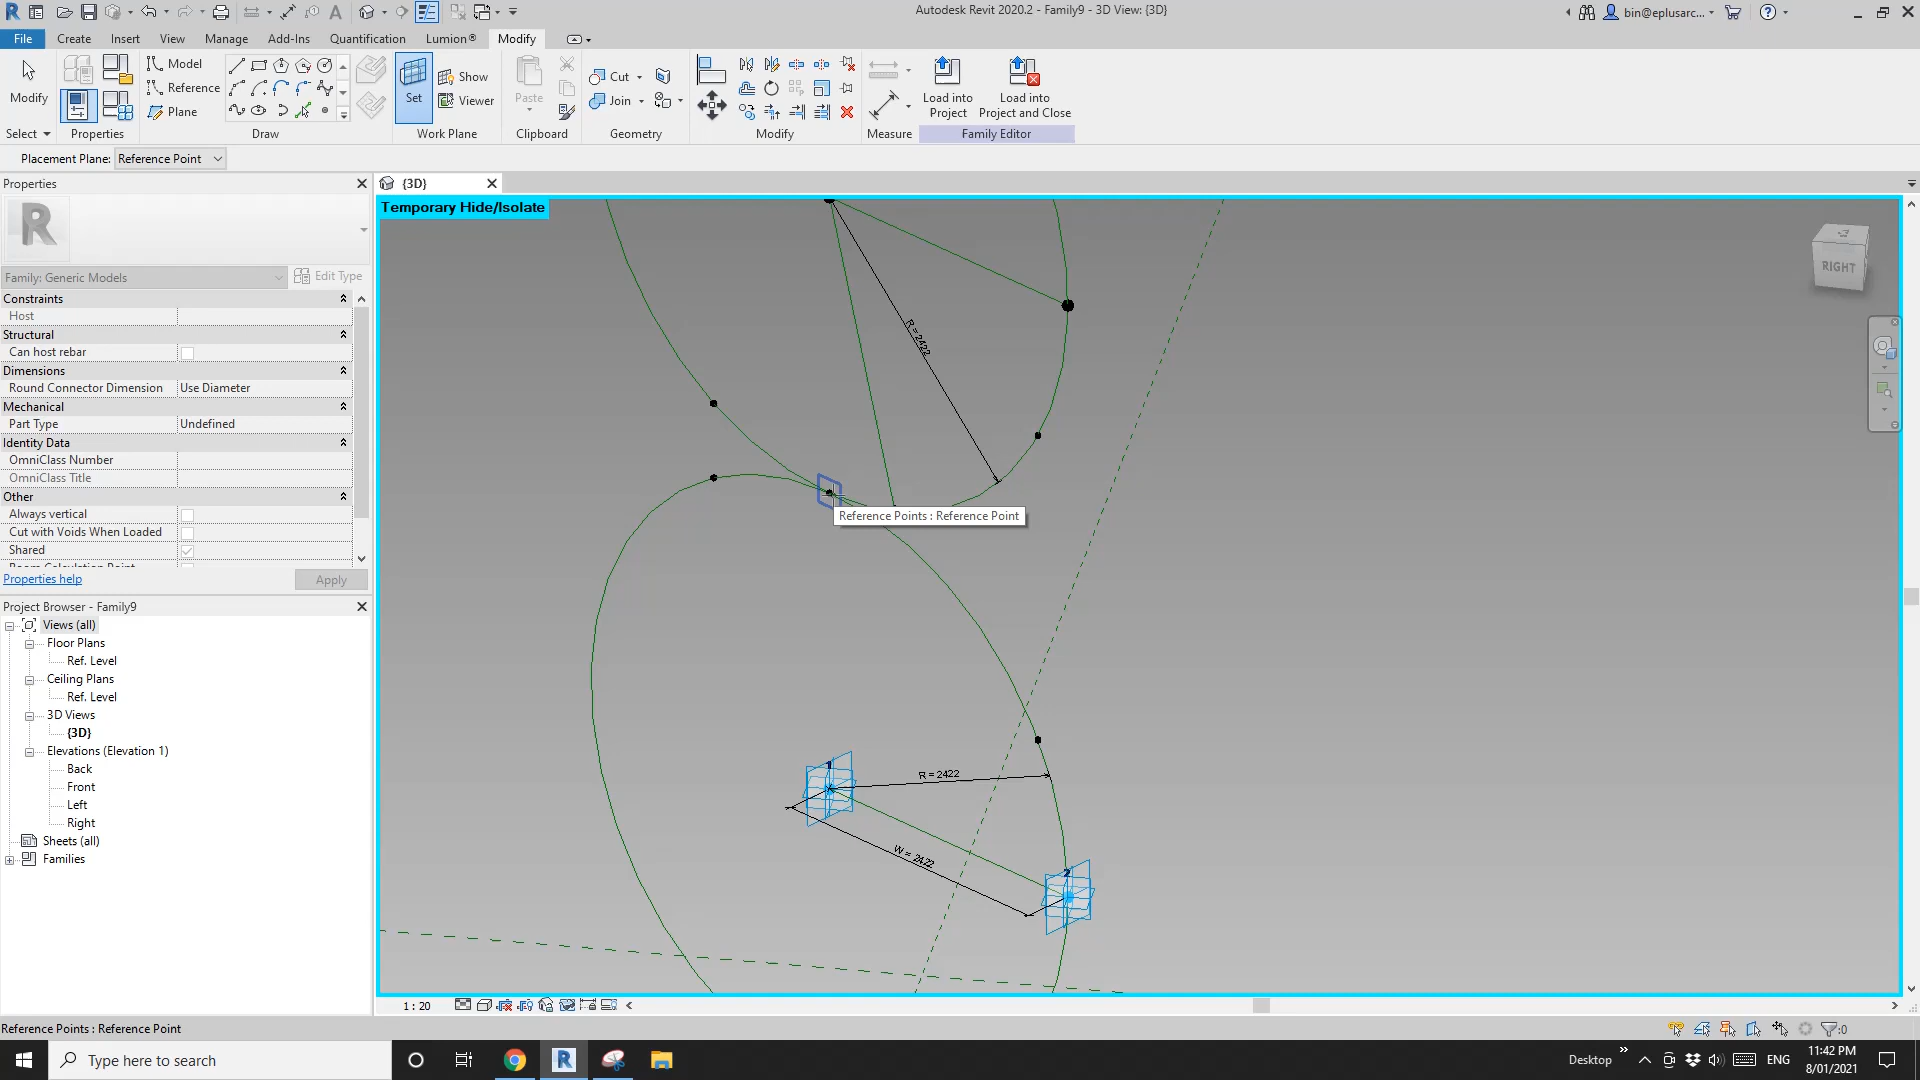 Autodesk Revit 2020.2 - Family9 - 3D View: {3D}
bin@eplusarc...
File Create Insert View Manage Add-Ins Quantification Lumion® Modify
Modify
Model
Reference
Plane
Set
Show
Viewer
Paste
Cut
Join
Load into Project
Load into Project and Close
Select Properties Draw Work Plane Clipboard Geometry Modify Measure Family Editor
Placement Plane: Reference Point
Properties
{3D}
Temporary Hide/Isolate
R
Family: Generic Models
Edit Type
Constraints
Host
Structural
Can host rebar
Dimensions
Round Connector Dimension Use Diameter
Mechanical
Part Type Undefined
Identity Data
OmniClass Number
OmniClass Title
Other
Always vertical
Cut with Voids When Loaded
Shared
Room Calculation Point
Properties help
Apply
RIGHT
R = 2422
Reference Points : Reference Point
1
R = 2422
W = 2422
2
Project Browser - Family9
Views (all)
Floor Plans
Ref. Level
Ceiling Plans
Ref. Level
3D Views
{3D}
Elevations (Elevation 1)
Back
Front
Left
Right
Sheets (all)
Families
1 : 20
Reference Points : Reference Point
:0
Type here to search
Desktop
ENG
11:42 PM
8/01/2021